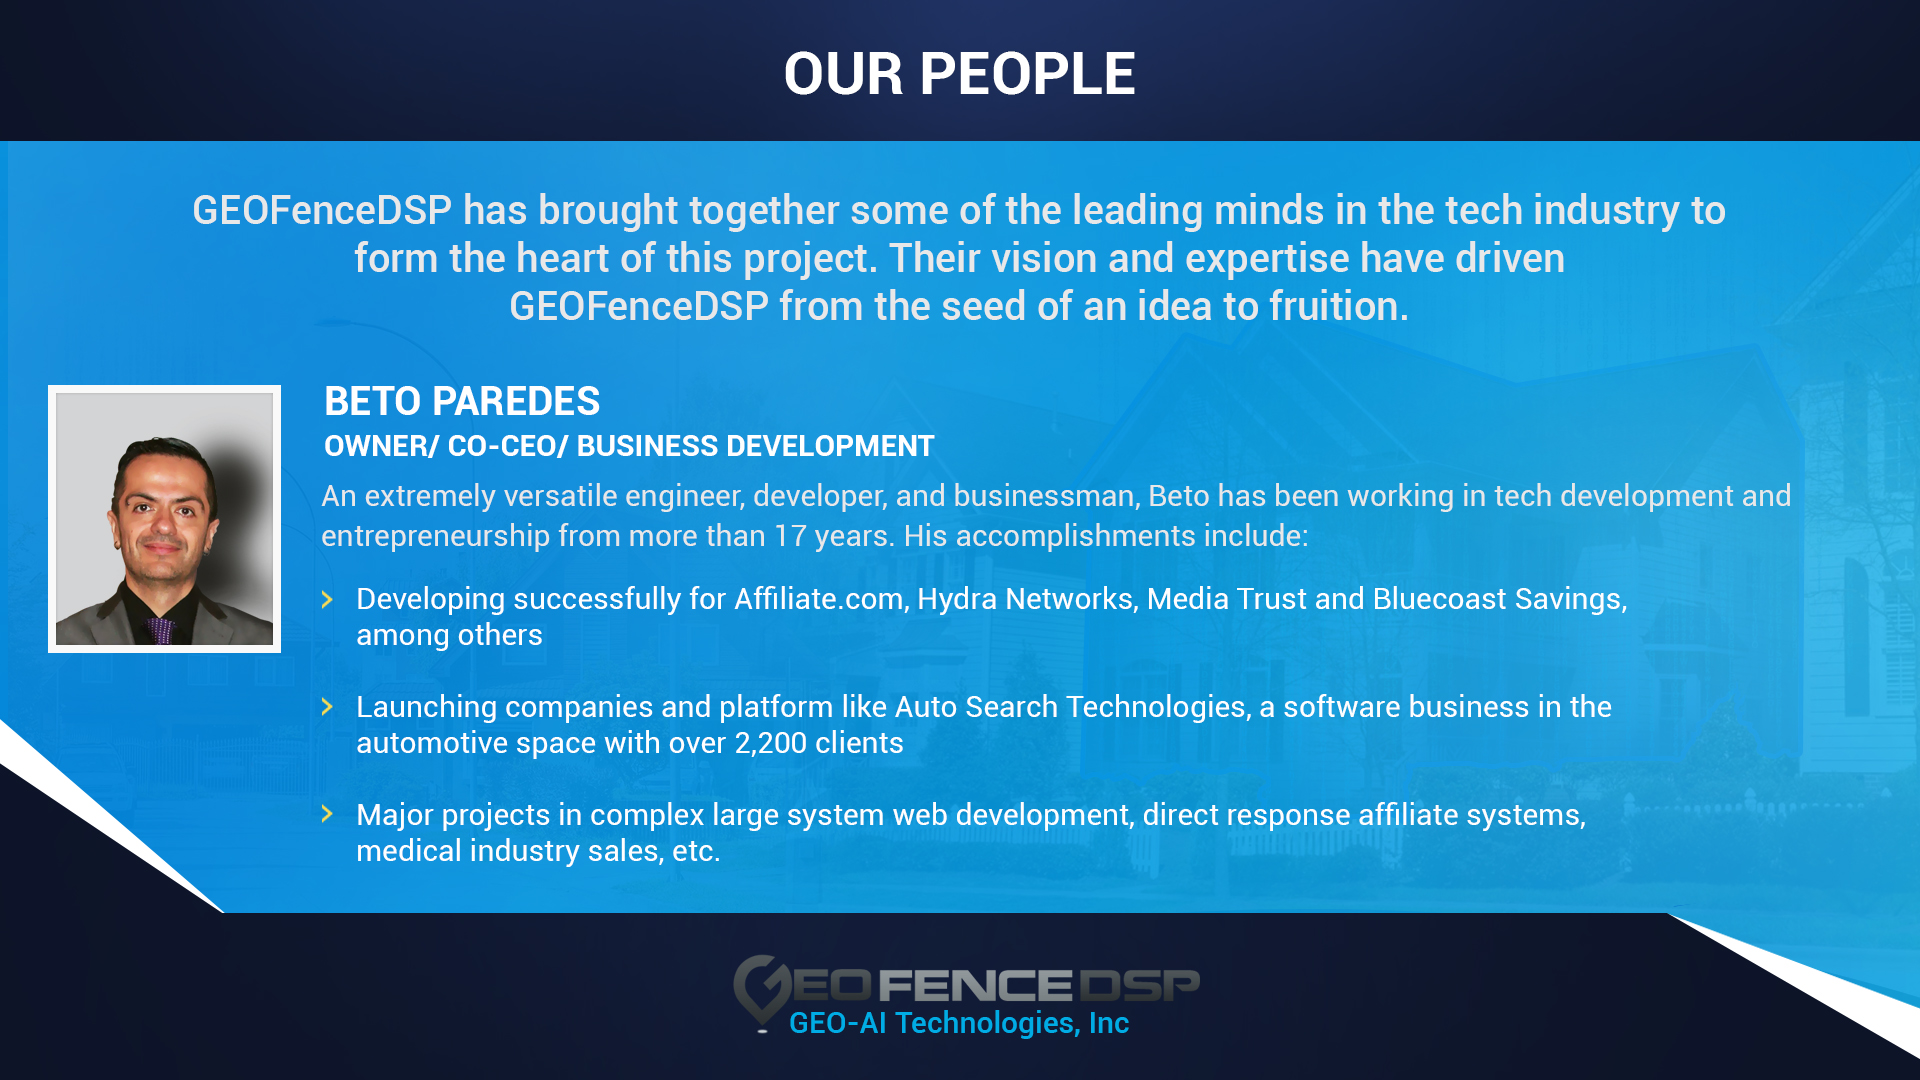 OUR PEOPLE
GEOFenceDSP has brought together some of the leading minds in the tech industry to
form the heart of this project. Their vision and expertise have driven
GEOFenceDSP from the seed of an idea to fruition.
BETO PAREDES
OWNER/ CO-CEO/ BUSINESS DEVELOPMENT
An extremely versatile engineer, developer, and businessman, Beto has been working in tech development and
entrepreneurship from more than 17 years. His accomplishments include:
Developing successfully for Affiliate.com, Hydra Networks, Media Trust and Bluecoast Savings,
among others
Launching companies and platform like Auto Search Technologies, a software business in the
automotive space with over 2,200 clients
Major projects in complex large system web development, direct response affiliate systems,
medical industry sales, etc.
GEOFENCEDSP
GEO-AI Technologies, Inc